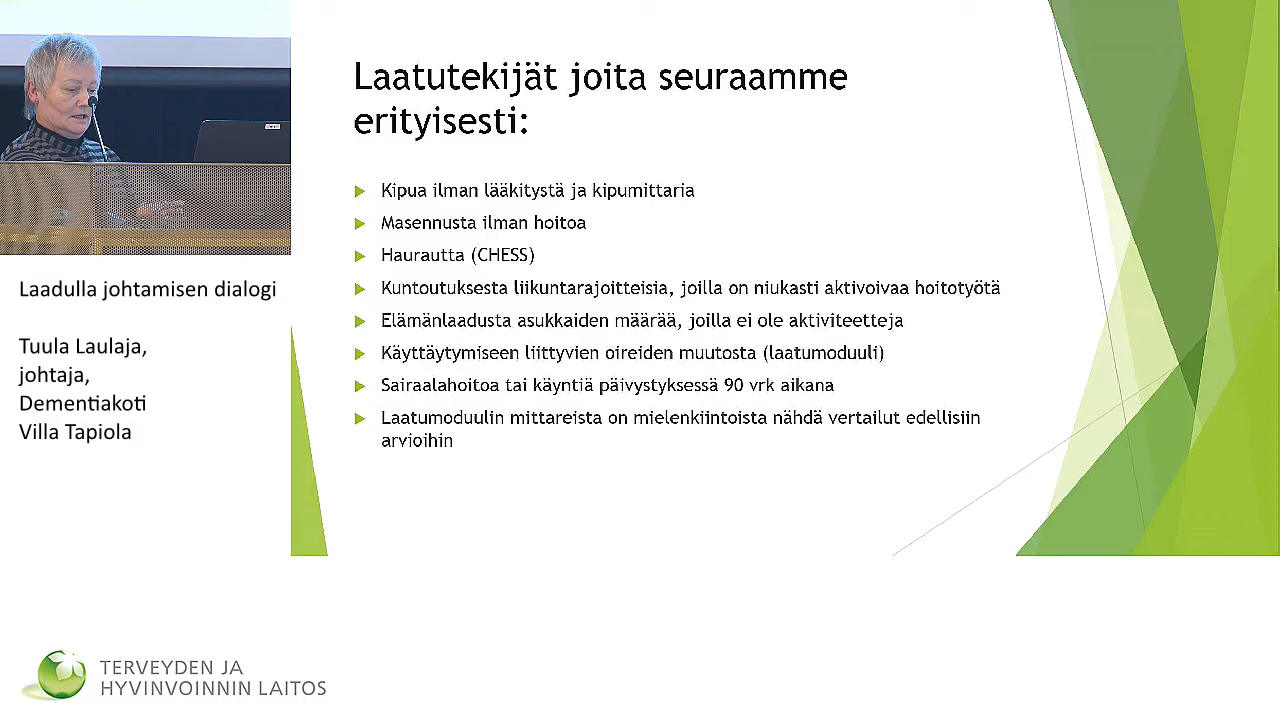 Laatutekijät joita seuraamme
erityisesti:
Kipua ilman lääkitystä ja kipumittaria
Masennusta ilman hoitoa
Haurautta (CHESS)
Kuntoutuksesta liikuntarajoitteisia, joilla on niukasti aktivoivaa hoitotyötä
Elämänlaadusta asukkaiden määrää, joilla ei ole aktiviteetteja
Käyttäytymiseen liittyvien oireiden muutosta (laatumoduuli)
Sairaalahoitoa tai käyntiä päivystyksessä 90 vrk aikana
Laatumoduulin mittareista on mielenkiintoista nähdä vertailut edellisiin
arvioihin
Laadulla johtamisen dialogi
Tuula Laulaja,
johtaja,
Dementiakoti
Villa Tapiola
TERVEYDEN JA
HYVINVOINNIN LAITOS